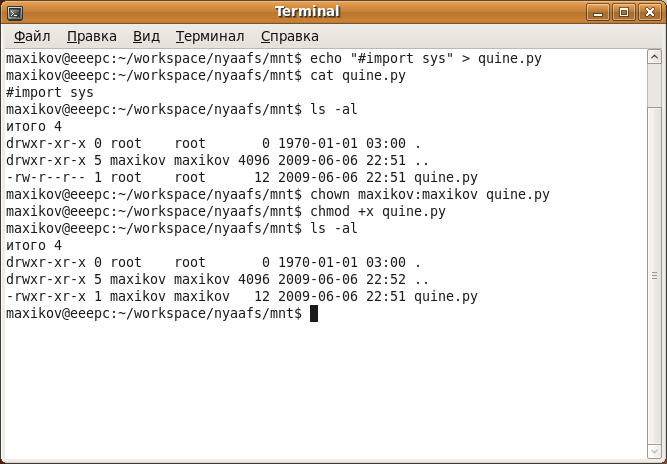 Terminal
Файл Правка Вид Терминал Справка
maxikov@eeepc:~/workspace/nyaafs/mnt$ echo "#import sys" > quine.py
maxikov@eeepc:~/workspace/nyaafs/mnt$ cat quine.py
#import sys
maxikov@eeepc:~/workspace/nyaafs/mnt$ ls -al
итого 4
drwxr-xr-x 0 root    root       0 1970-01-01 03:00 .
drwxr-xr-x 5 maxikov maxikov 4096 2009-06-06 22:51 ..
-rw-r--r-- 1 root    root      12 2009-06-06 22:51 quine.py
maxikov@eeepc:~/workspace/nyaafs/mnt$ chown maxikov:maxikov quine.py
maxikov@eeepc:~/workspace/nyaafs/mnt$ chmod +x quine.py
maxikov@eeepc:~/workspace/nyaafs/mnt$ ls -al
итого 4
drwxr-xr-x 0 root    root       0 1970-01-01 03:00 .
drwxr-xr-x 5 maxikov maxikov 4096 2009-06-06 22:52 ..
-rwxr-xr-x 1 maxikov maxikov   12 2009-06-06 22:51 quine.py
maxikov@eeepc:~/workspace/nyaafs/mnt$